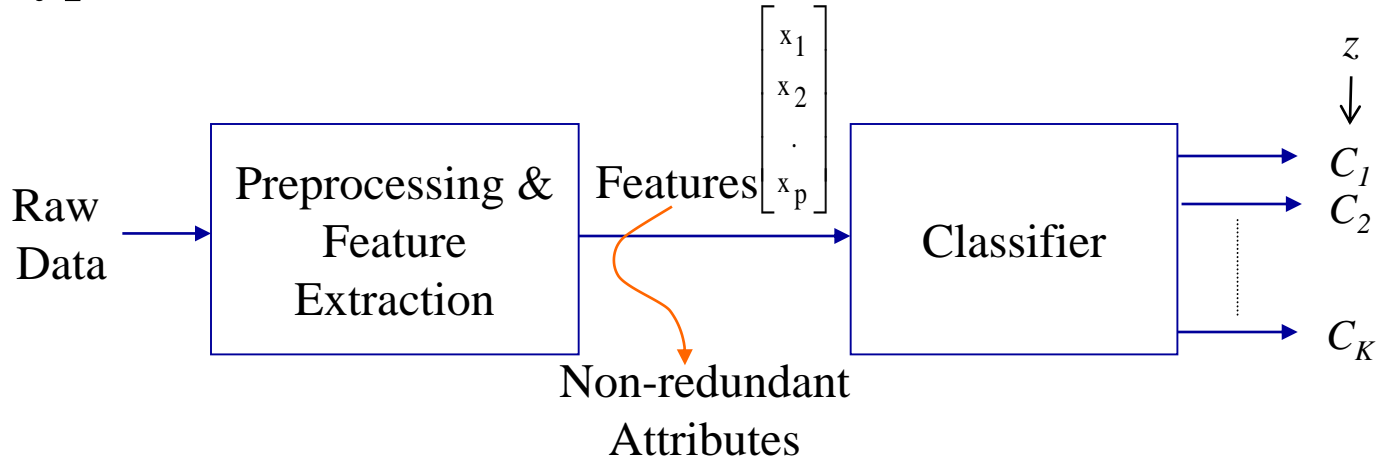 x1
x2
.
xp
z
Raw
Data
Preprocessing &
Feature
Extraction
Features
Classifier
C1
C2
CK
Non-redundant
Attributes